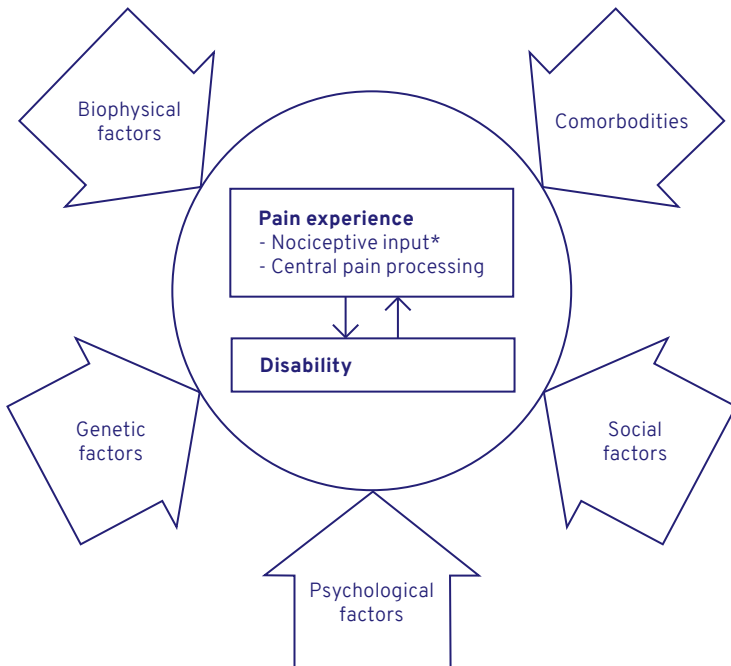 Biophysical
factors
Comorbodities
Pain experience
- Nociceptive input*
- Central pain processing
Disability
Genetic
factors
Social
factors
Psychological
factors